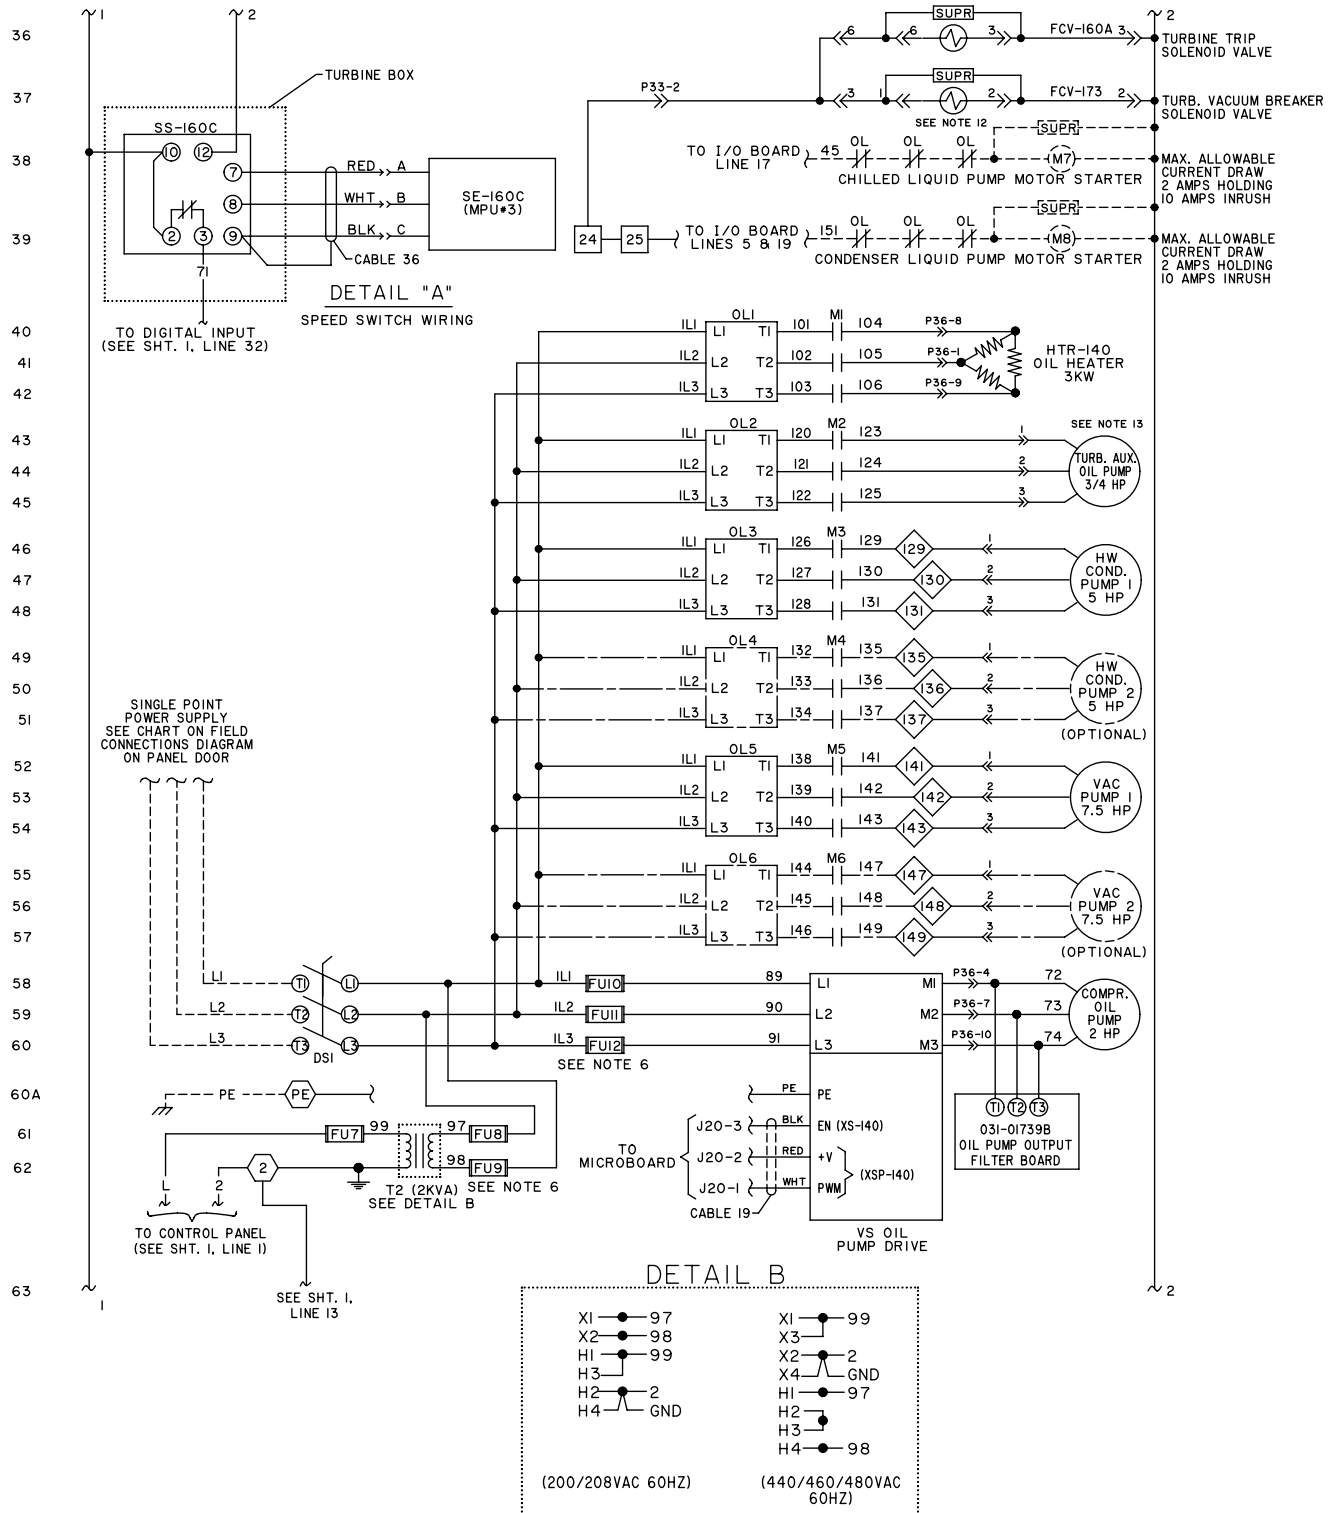 1
2
SUPR
36
6
6
3
FCV-160A
3
2
TURBINE TRIP
SOLENOID VALVE
TURBINE BOX
37
P33-2
SUPR
3
1
2
FCV-173
2
TURB. VACUUM BREAKER
SOLENOID VALVE
SEE NOTE 12
SS-160C
10
12
SUPR
38
7
RED
A
TO I/O BOARD
LINE 17
45
OL
OL
OL
M7
MAX. ALLOWABLE
CURRENT DRAW
2 AMPS HOLDING
10 AMPS INRUSH
CHILLED LIQUID PUMP MOTOR STARTER
SE-160C
(MPU#3)
8
WHT
B
SUPR
39
2
3
9
BLK
C
24
25
TO I/O BOARD
LINES 5 & 19
151
OL
OL
OL
M8
MAX. ALLOWABLE
CURRENT DRAW
2 AMPS HOLDING
10 AMPS INRUSH
CONDENSER LIQUID PUMP MOTOR STARTER
CABLE 36
71
DETAIL "A"
SPEED SWITCH WIRING
TO DIGITAL INPUT
(SEE SHT. 1, LINE 32)
OL1
M1
40
1L1
L1
T1
101
104
P36-8
41
1L2
L2
T2
102
105
P36-1
HTR-140
OIL HEATER
3KW
42
1L3
L3
T3
103
106
P36-9
OL2
M2
SEE NOTE 13
43
1L1
L1
T1
120
123
1
44
1L2
L2
T2
121
124
2
TURB. AUX.
OIL PUMP
3/4 HP
45
1L3
L3
T3
122
125
3
OL3
M3
46
1L1
L1
T1
126
129
129
1
47
1L2
L2
T2
127
130
130
2
HW
COND.
PUMP 1
5 HP
48
1L3
L3
T3
128
131
131
3
OL4
M4
49
1L1
L1
T1
132
135
135
1
50
1L2
L2
T2
133
136
136
2
HW
COND.
PUMP 2
5 HP
51
1L3
L3
T3
134
137
137
3
(OPTIONAL)
SINGLE POINT
POWER SUPPLY
SEE CHART ON FIELD
CONNECTIONS DIAGRAM
ON PANEL DOOR
OL5
M5
52
1L1
L1
T1
138
141
141
1
53
1L2
L2
T2
139
142
142
2
VAC
PUMP 1
7.5 HP
54
1L3
L3
T3
140
143
143
3
OL6
M6
55
1L1
L1
T1
144
147
147
1
56
1L2
L2
T2
145
148
148
2
VAC
PUMP 2
7.5 HP
57
1L3
L3
T3
146
149
149
3
(OPTIONAL)
58
L1
T1
L1
1L1
FU10
89
L1
M1
P36-4
72
59
L2
T2
L2
1L2
FU11
90
L2
M2
P36-7
73
COMPR.
OIL
PUMP
2 HP
60
L3
T3
L3
1L3
FU12
91
L3
M3
P36-10
74
DS1
SEE NOTE 6
60A
PE
PE
PE
PE
T1
T2
T3
031-01739B
OIL PUMP OUTPUT
FILTER BOARD
61
FU7
99
97
FU8
J20-3
BLK
EN (XS-140)
TO
MICROBOARD
J20-2
RED
+V
(XSP-140)
62
2
98
FU9
J20-1
WHT
PWM
L
2
T2 (2KVA)
SEE DETAIL B
SEE NOTE 6
CABLE 19
TO CONTROL PANEL
(SEE SHT. 1, LINE 1)
VS OIL
PUMP DRIVE
63
1
SEE SHT. 1,
LINE 13
2
DETAIL B
X1 97
X2 98
H1 99
H3
H2 2
H4 GND
(200/208VAC 60HZ)
X1 99
X3
X2 2
X4 GND
H1 97
H2
H3
H4 98
(440/460/480VAC
60HZ)